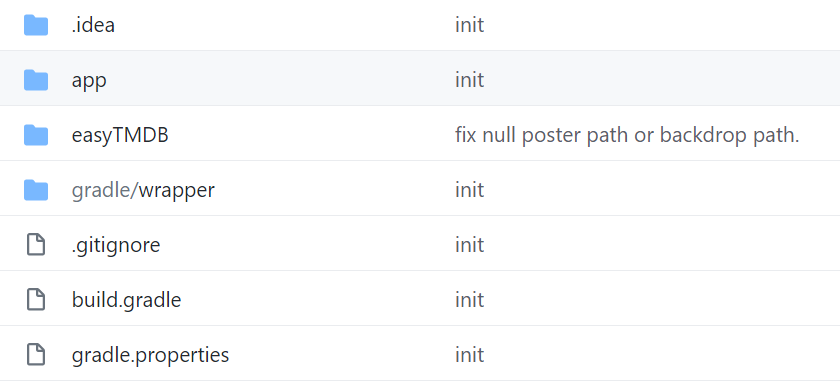 .idea init
app init
easyTMDB fix null poster path or backdrop path.
gradle/wrapper init
.gitignore init
build.gradle init
gradle.properties init